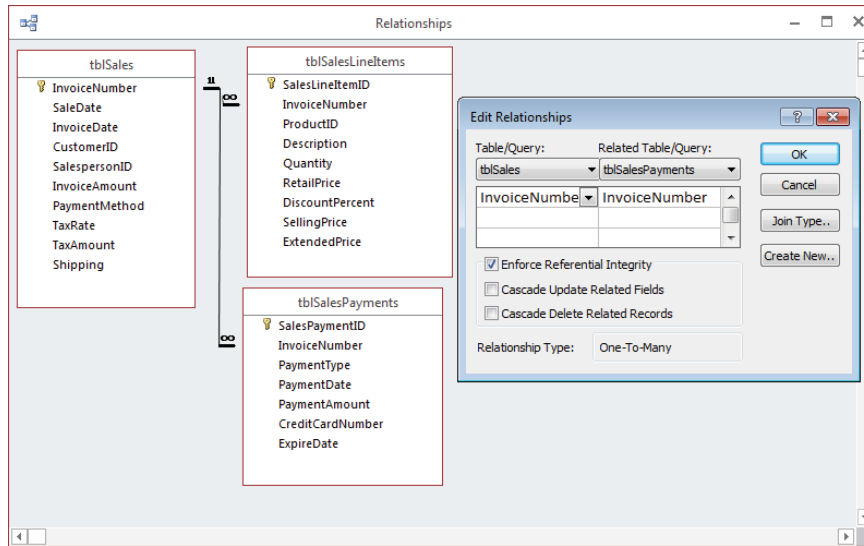 Relationships
tblSales
InvoiceNumber
SaleDate
InvoiceDate
CustomerID
SalespersonID
InvoiceAmount
PaymentMethod
TaxRate
TaxAmount
Shipping
1
∞
∞
tblSalesLineItems
SalesLineItemID
InvoiceNumber
ProductID
Description
Quantity
RetailPrice
DiscountPercent
SellingPrice
ExtendedPrice
tblSalesPayments
SalesPaymentID
InvoiceNumber
PaymentType
PaymentDate
PaymentAmount
CreditCardNumber
ExpireDate
Edit Relationships
?
Table/Query: Related Table/Query:
tblSales tblSalesPayments
InvoiceNumbe InvoiceNumber
Enforce Referential Integrity
Cascade Update Related Fields
Cascade Delete Related Records
Relationship Type: One-To-Many
OK
Cancel
Join Type..
Create New..